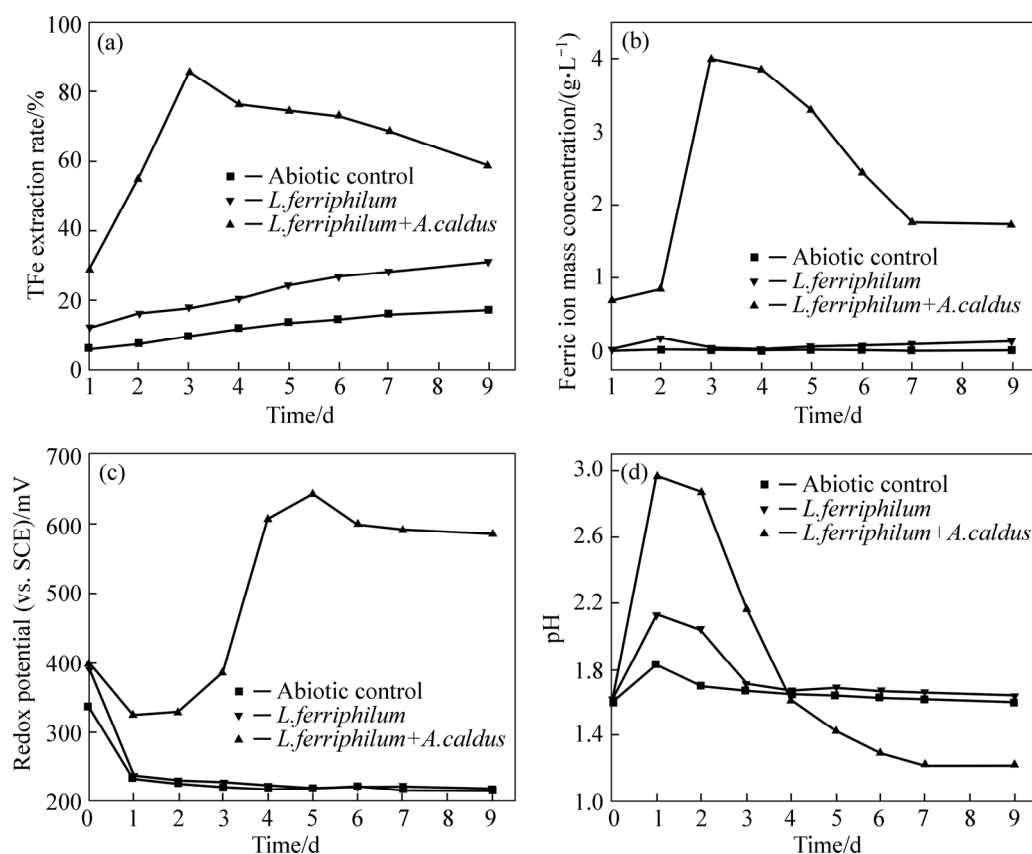 (a)
TFe extraction rate/%
100
80
60
40
20
0
Abiotic control
L.ferriphilum
L.ferriphilum+A.caldus
1 2 3 4 5 6 7 8 9
Time/d
(b)
Ferric ion mass concentration/(g·L⁻¹)
4
3
2
1
0
Abiotic control
L.ferriphilum
L.ferriphilum+A.caldus
1 2 3 4 5 6 7 8 9
Time/d
(c)
Redox potential (vs. SCE)/mV
700
600
500
400
300
200
Abiotic control
L.ferriphilum
L.ferriphilum+A.caldus
0 1 2 3 4 5 6 7 8 9
Time/d
(d)
pH
3.0
2.6
2.2
1.8
1.4
1.0
Abiotic control
L.ferriphilum
L.ferriphilum+A.caldus
0 1 2 3 4 5 6 7 8 9
Time/d